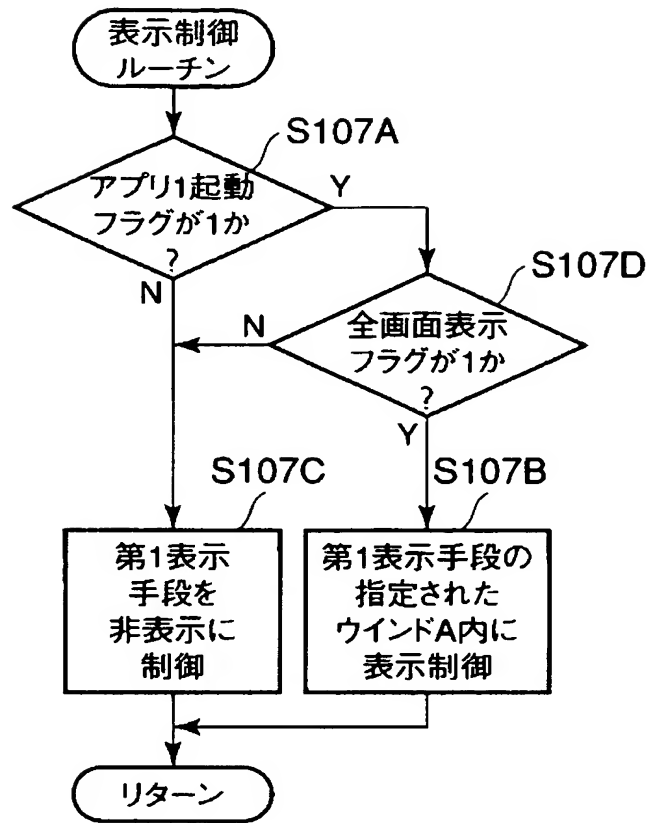 表示制御
ルーチン
S107A
アプリ1起動
フラグが1か
?
Y
N
S107D
全画面表示
フラグが1か
?
N
Y
S107C
第1表示
手段を
非表示に
制御
S107B
第1表示手段の
指定された
ウインドA内に
表示制御
リターン